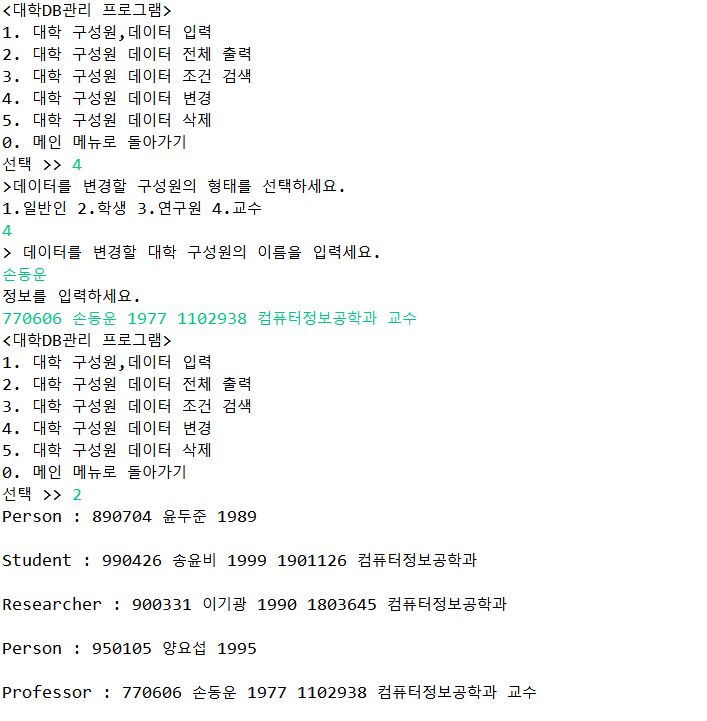 <대학DB관리 프로그램>
1. 대학 구성원,데이터 입력
2. 대학 구성원 데이터 전체 출력
3. 대학 구성원 데이터 조건 검색
4. 대학 구성원 데이터 변경
5. 대학 구성원 데이터 삭제
0. 메인 메뉴로 돌아가기
선택 >> 4
>데이터를 변경할 구성원의 형태를 선택하세요.
1.일반인 2.학생 3.연구원 4.교수
4
> 데이터를 변경할 대학 구성원의 이름을 입력세요.
손동운
정보를 입력하세요.
770606 손동운 1977 1102938 컴퓨터정보공학과 교수
<대학DB관리 프로그램>
1. 대학 구성원,데이터 입력
2. 대학 구성원 데이터 전체 출력
3. 대학 구성원 데이터 조건 검색
4. 대학 구성원 데이터 변경
5. 대학 구성원 데이터 삭제
0. 메인 메뉴로 돌아가기
선택 >> 2
Person : 890704 윤두준 1989
Student : 990426 송윤비 1999 1901126 컴퓨터정보공학과
Researcher : 900331 이기광 1990 1803645 컴퓨터정보공학과
Person : 950105 양요섭 1995
Professor : 770606 손동운 1977 1102938 컴퓨터정보공학과 교수